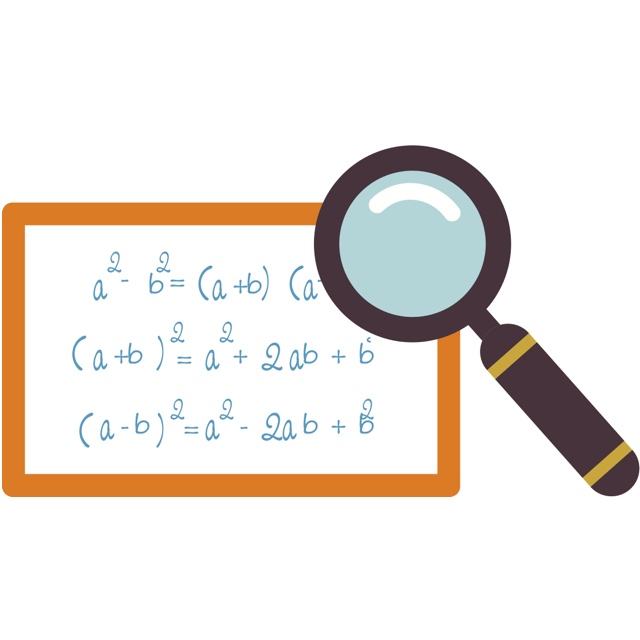 a²- b²= (a+b) (a-
(a+b)²= a²+ 2ab + b
(a-b)²= a²- 2ab + b²